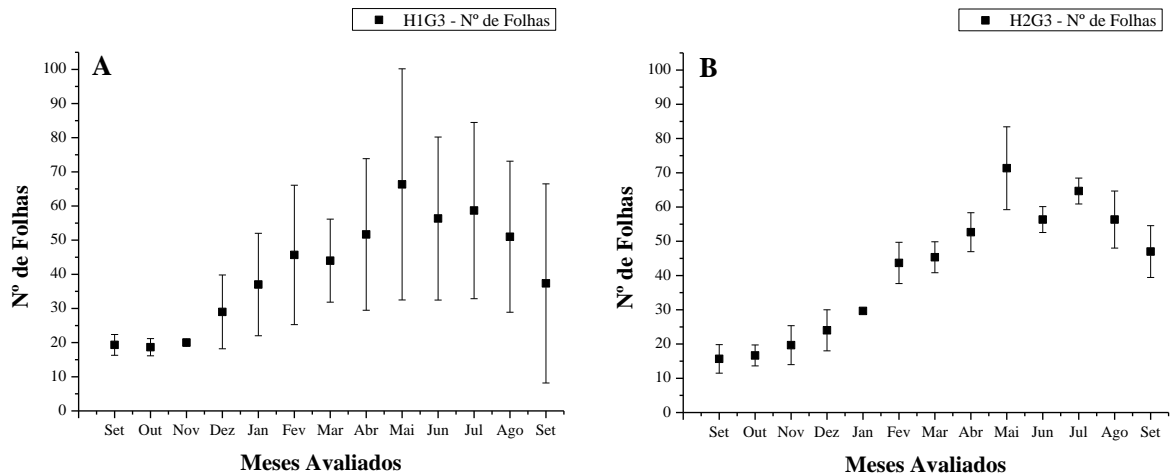 H1G3 - Nº de Folhas
A
100
90
80
70
60
50
40
30
20
10
0
Nº de Folhas
Set Out Nov Dez Jan Fev Mar Abr Mai Jun Jul Ago Set
Meses Avaliados
H2G3 - Nº de Folhas
B
100
90
80
70
60
50
40
30
20
10
0
Nº de Folhas
Set Out Nov Dez Jan Fev Mar Abr Mai Jun Jul Ago Set
Meses Avaliados